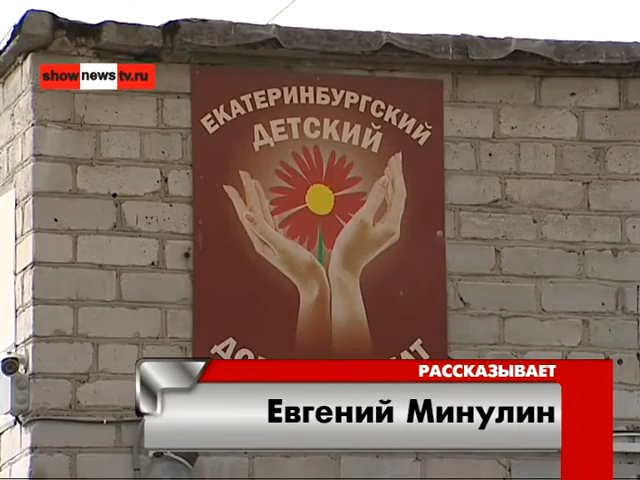 shownewstv.ru
ЕКАТЕРИНБУРГСКИЙ
ДЕТСКИЙ
РАССКАЗЫВАЕТ
Евгений Минулин